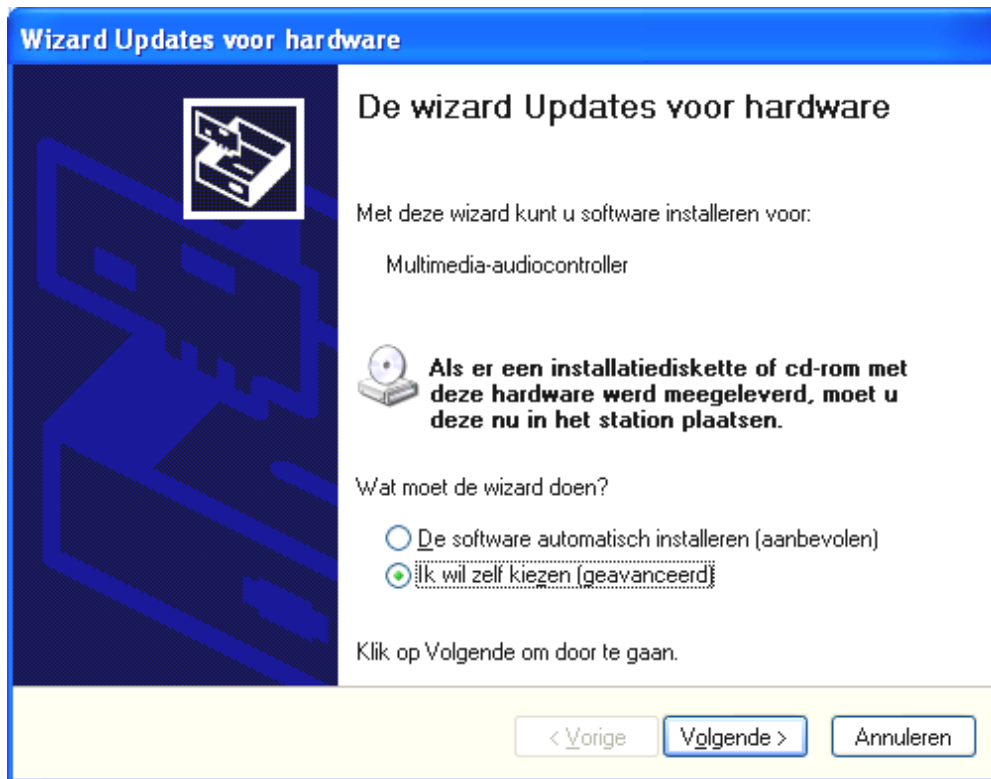 Wizard Updates voor hardware
De wizard Updates voor hardware
Met deze wizard kunt u software installeren voor:
Multimedia-audiocontroller
Als er een installatiediskette of cd-rom met
deze hardware werd meegeleverd, moet u
deze nu in het station plaatsen.
Wat moet de wizard doen?
De software automatisch installeren (aanbevolen)
Ik wil zelf kiezen (geavanceerd)
Klik op Volgende om door te gaan.
< Vorige Volgende > Annuleren